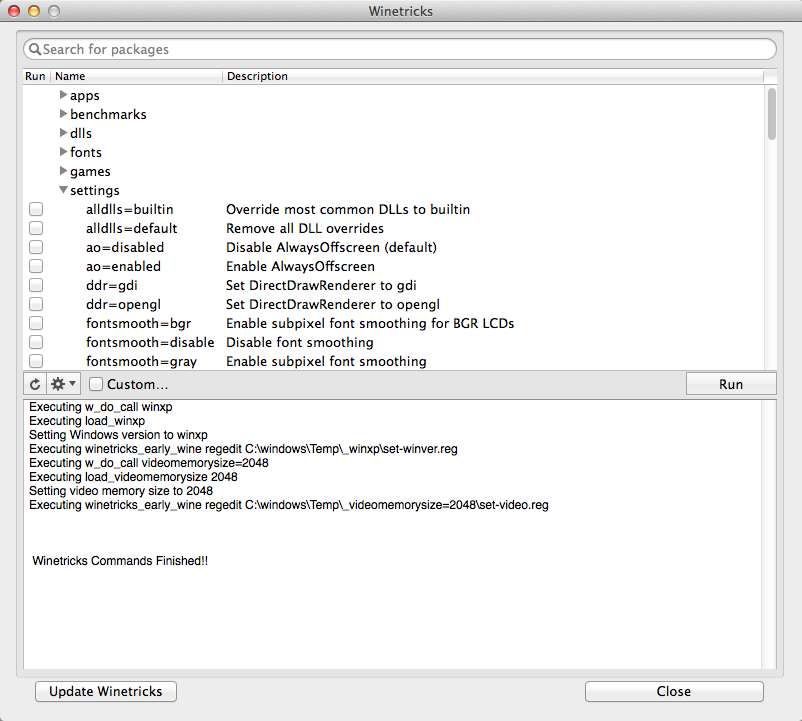 Winetricks
Search for packages
Run Name Description
apps
benchmarks
dlls
fonts
games
settings
alldlls=builtin Override most common DLLs to builtin
alldlls=default Remove all DLL overrides
ao=disabled Disable AlwaysOffscreen (default)
ao=enabled Enable AlwaysOffscreen
ddr=gdi Set DirectDrawRenderer to gdi
ddr=opengl Set DirectDrawRenderer to opengl
fontsmooth=bgr Enable subpixel font smoothing for BGR LCDs
fontsmooth=disable Disable font smoothing
fontsmooth=gray Enable subpixel font smoothing
Custom... Run
Executing w_do_call winxp
Executing load_winxp
Setting Windows version to winxp
Executing winetricks_early_wine regedit C:\windows\Temp\_winxp\set-winver.reg
Executing w_do_call videomemorysize=2048
Executing load_videomemorysize 2048
Setting video memory size to 2048
Executing winetricks_early_wine regedit C:\windows\Temp\_videomemorysize=2048\set-video.reg
Winetricks Commands Finished!!
Update Winetricks Close